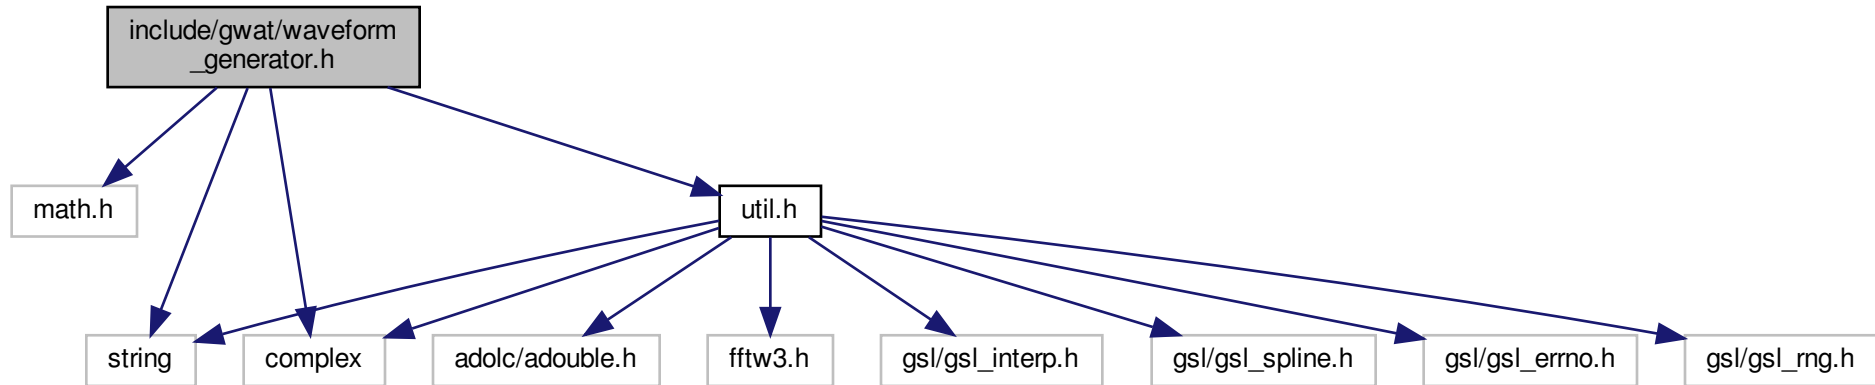 include/gwat/waveform
_generator.h
math.h
util.h
string
complex
adolc/adouble.h
fftw3.h
gsl/gsl_interp.h
gsl/gsl_spline.h
gsl/gsl_errno.h
gsl/gsl_rng.h